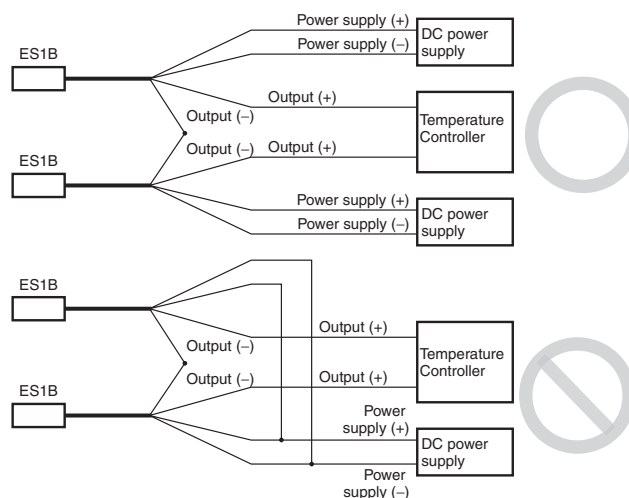 Power supply (+)
Power supply (–)
DC power
supply
ES1B
Output (+)
Output (–)
Temperature
Controller
Output (–)
Output (+)
ES1B
Power supply (+)
Power supply (–)
DC power
supply
ES1B
Output (+)
Output (–)
Temperature
Controller
Output (–)
Output (+)
ES1B
Power
supply (+)
DC power
supply
Power
supply (–)